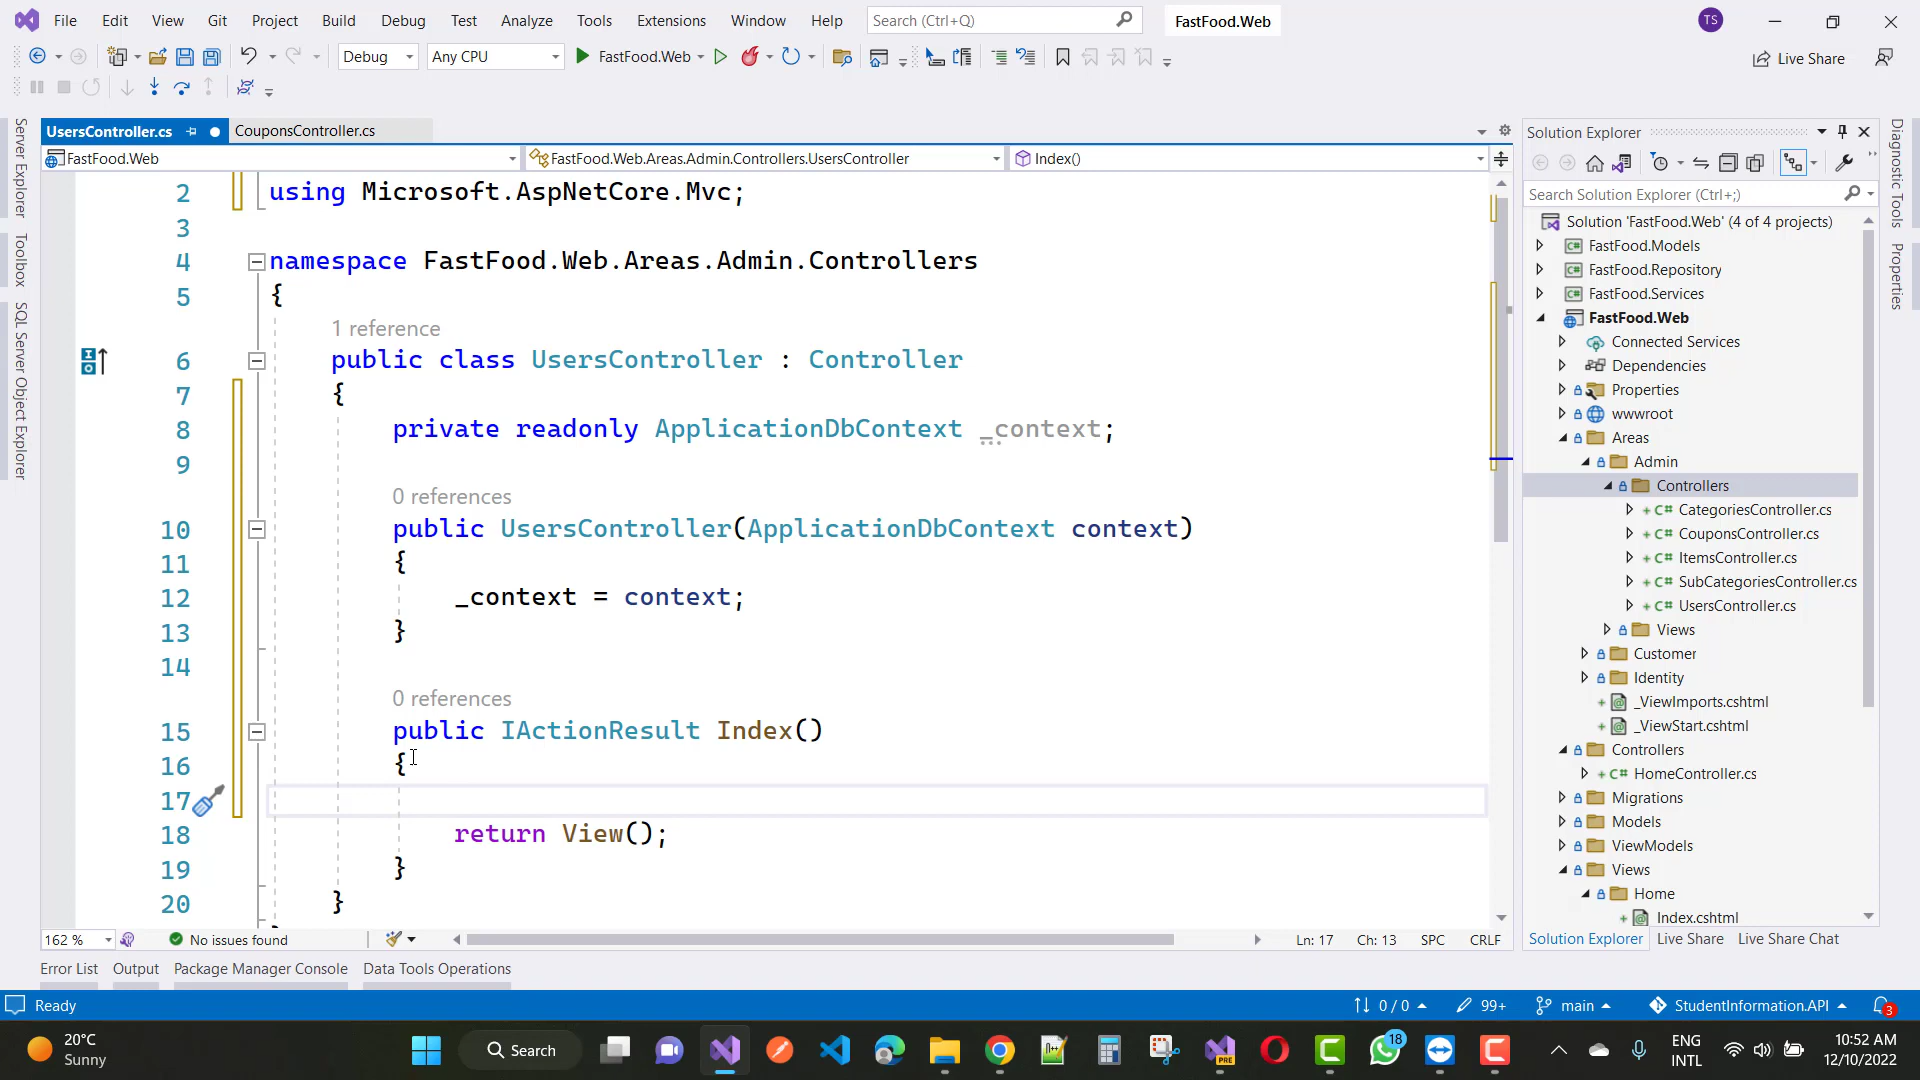 File Edit View Git Project Build Debug Test Analyze Tools Extensions Window Help Search (Ctrl+Q) FastFood.Web TS
Debug Any CPU FastFood.Web Live Share
UsersController.cs CouponsController.cs
FastFood.Web FastFood.Web.Areas.Admin.Controllers.UsersController Index()
Server Explorer
Toolbox
SQL Server Object Explorer
2 using Microsoft.AspNetCore.Mvc;
3
4 namespace FastFood.Web.Areas.Admin.Controllers
5 {
1 reference
6 public class UsersController : Controller
7 {
8 private readonly ApplicationDbContext _context;
9
0 references
10 public UsersController(ApplicationDbContext context)
11 {
12 _context = context;
13 }
14
0 references
15 public IActionResult Index()
16 {
17
18 return View();
19 }
20 }
162 % No issues found Ln: 17 Ch: 13 SPC CRLF
Solution Explorer
Search Solution Explorer (Ctrl+;)
Solution 'FastFood.Web' (4 of 4 projects)
FastFood.Models
FastFood.Repository
FastFood.Services
FastFood.Web
Connected Services
Dependencies
Properties
wwwroot
Areas
Admin
Controllers
CategoriesController.cs
CouponsController.cs
ItemsController.cs
SubCategoriesController.cs
UsersController.cs
Views
Customer
Identity
_ViewImports.cshtml
_ViewStart.cshtml
Controllers
HomeController.cs
Migrations
Models
ViewModels
Views
Home
Index.cshtml
Solution Explorer Live Share Live Share Chat
Diagnostic Tools
Properties
Error List Output Package Manager Console Data Tools Operations
Ready 0 / 0 99+ main StudentInformation.API 3
20°C
Sunny
Search
PRE
18
ENG
INTL
10:52 AM
12/10/2022